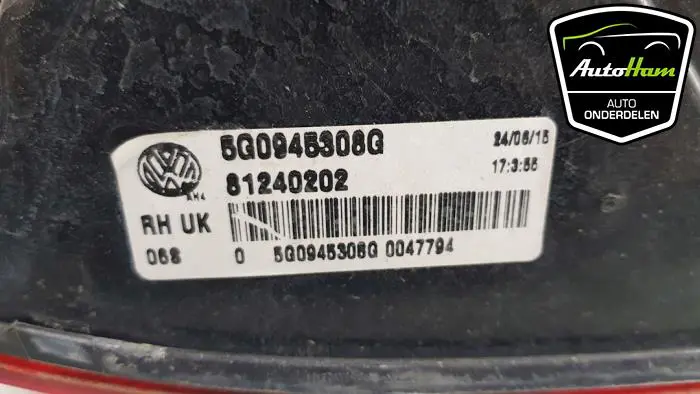 AutoHam
AUTO
ONDERDELEN
5G0945308G
24/06/15
81240202
17:3:55
RH UK
068
0 5G0945308G 0047794